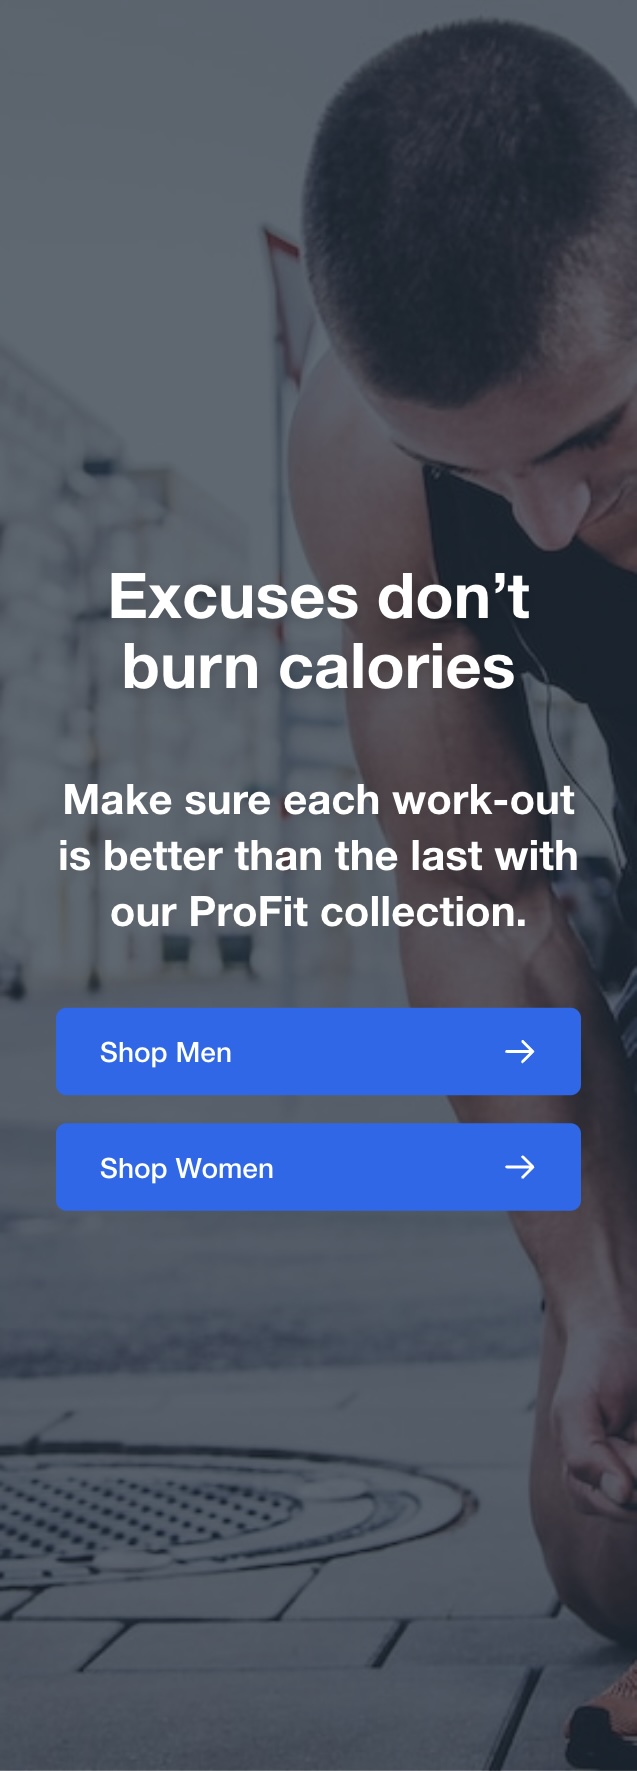 Excuses don’t
burn calories
Make sure each work-out
is better than the last with
our ProFit collection.
Shop Men
Shop Women